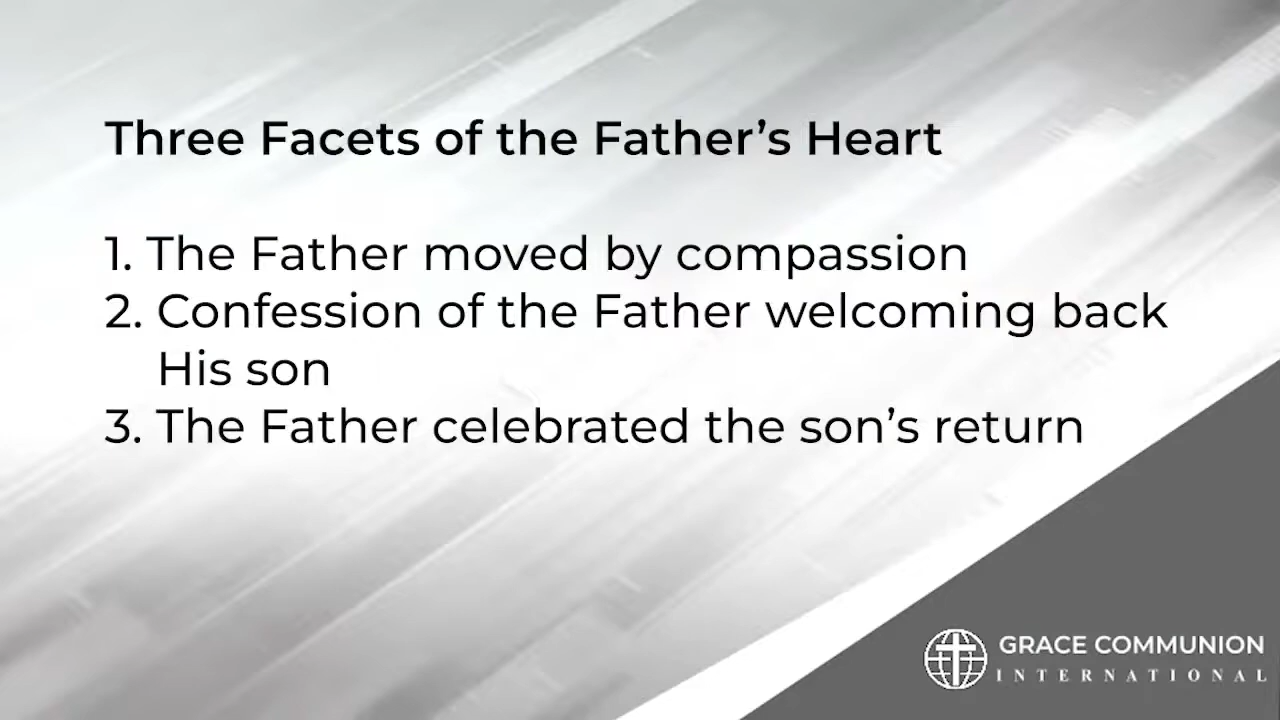 Three Facets of the Father’s Heart
1. The Father moved by compassion
2. Confession of the Father welcoming back
His son
3. The Father celebrated the son’s return
GRACE COMMUNION
INTERNATIONAL